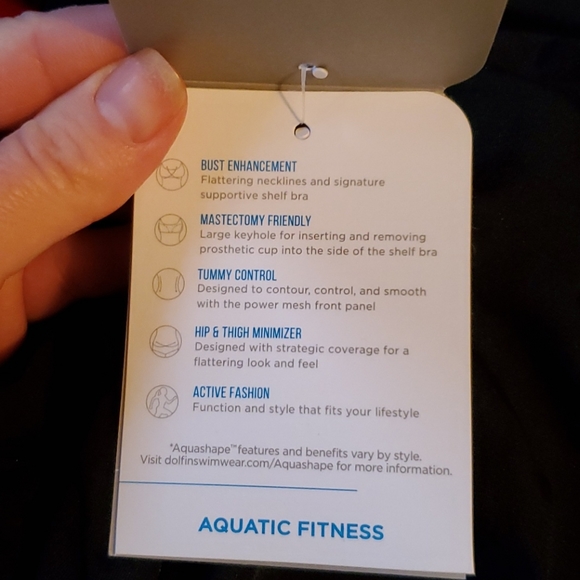 BUST ENHANCEMENT
Flattering necklines and signature
supportive shelf bra
MASTECTOMY FRIENDLY
Large keyhole for inserting and removing
prosthetic cup into the side of the shelf bra
TUMMY CONTROL
Designed to contour, control, and smooth
with the power mesh front panel
HIP & THIGH MINIMIZER
Designed with strategic coverage for a
flattering look and feel
ACTIVE FASHION
Function and style that fits your lifestyle
*Aquashape™ features and benefits vary by style.
Visit dolfinswimwear.com/Aquashape for more information.
AQUATIC FITNESS